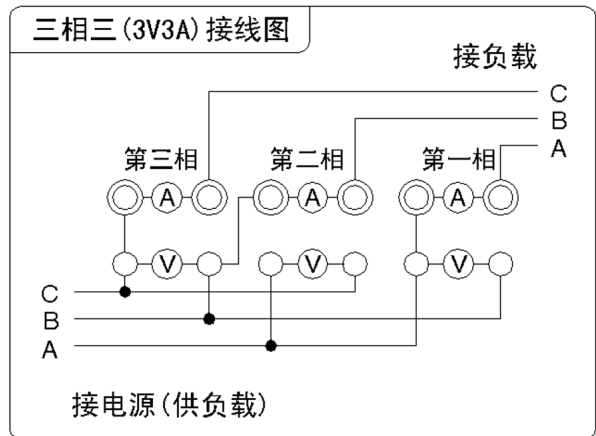 三相三(3V3A)接线图
接负载
C
B
A
第三相 第二相 第一相
A A A
V V V
C
B
A
接电源(供负载)